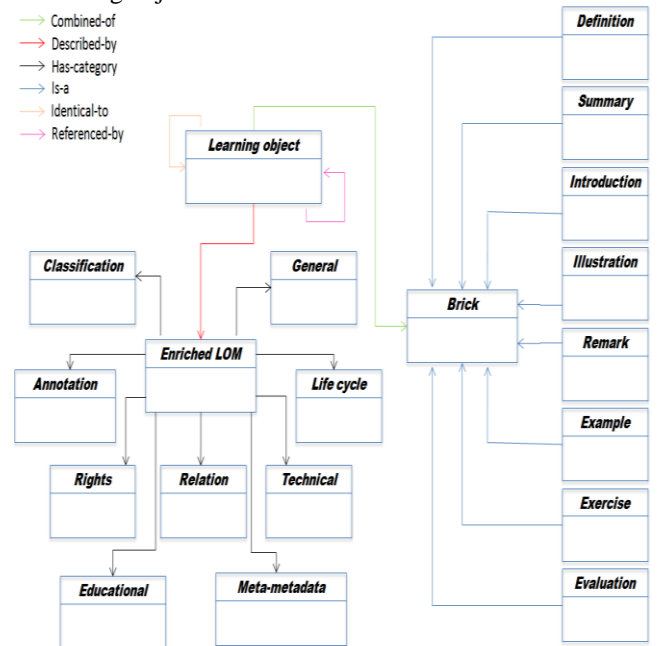 Combined-of
Described-by
Has-category
Is-a
Identical-to
Referenced-by
Learning object
Classification
General
Enriched LOM
Annotation
Life cycle
Rights
Relation
Technical
Educational
Meta-metadata
Brick
Definition
Summary
Introduction
Illustration
Remark
Example
Exercise
Evaluation